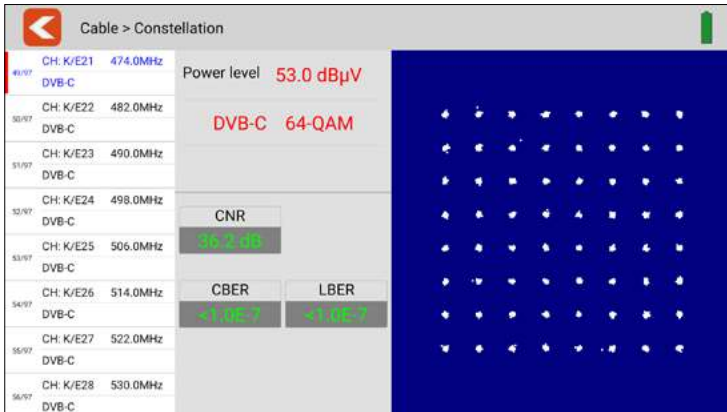 Cable > Constellation
49/97 CH: K/E21 474.0MHz
DVB-C
50/97 CH: K/E22 482.0MHz
DVB-C
51/97 CH: K/E23 490.0MHz
DVB-C
52/97 CH: K/E24 498.0MHz
DVB-C
53/97 CH: K/E25 506.0MHz
DVB-C
54/97 CH: K/E26 514.0MHz
DVB-C
55/97 CH: K/E27 522.0MHz
DVB-C
56/97 CH: K/E28 530.0MHz
DVB-C
Power level 53.0 dBµV
DVB-C 64-QAM
CNR
36.2 dB
CBER LBER
<1.0E-7 <1.0E-7